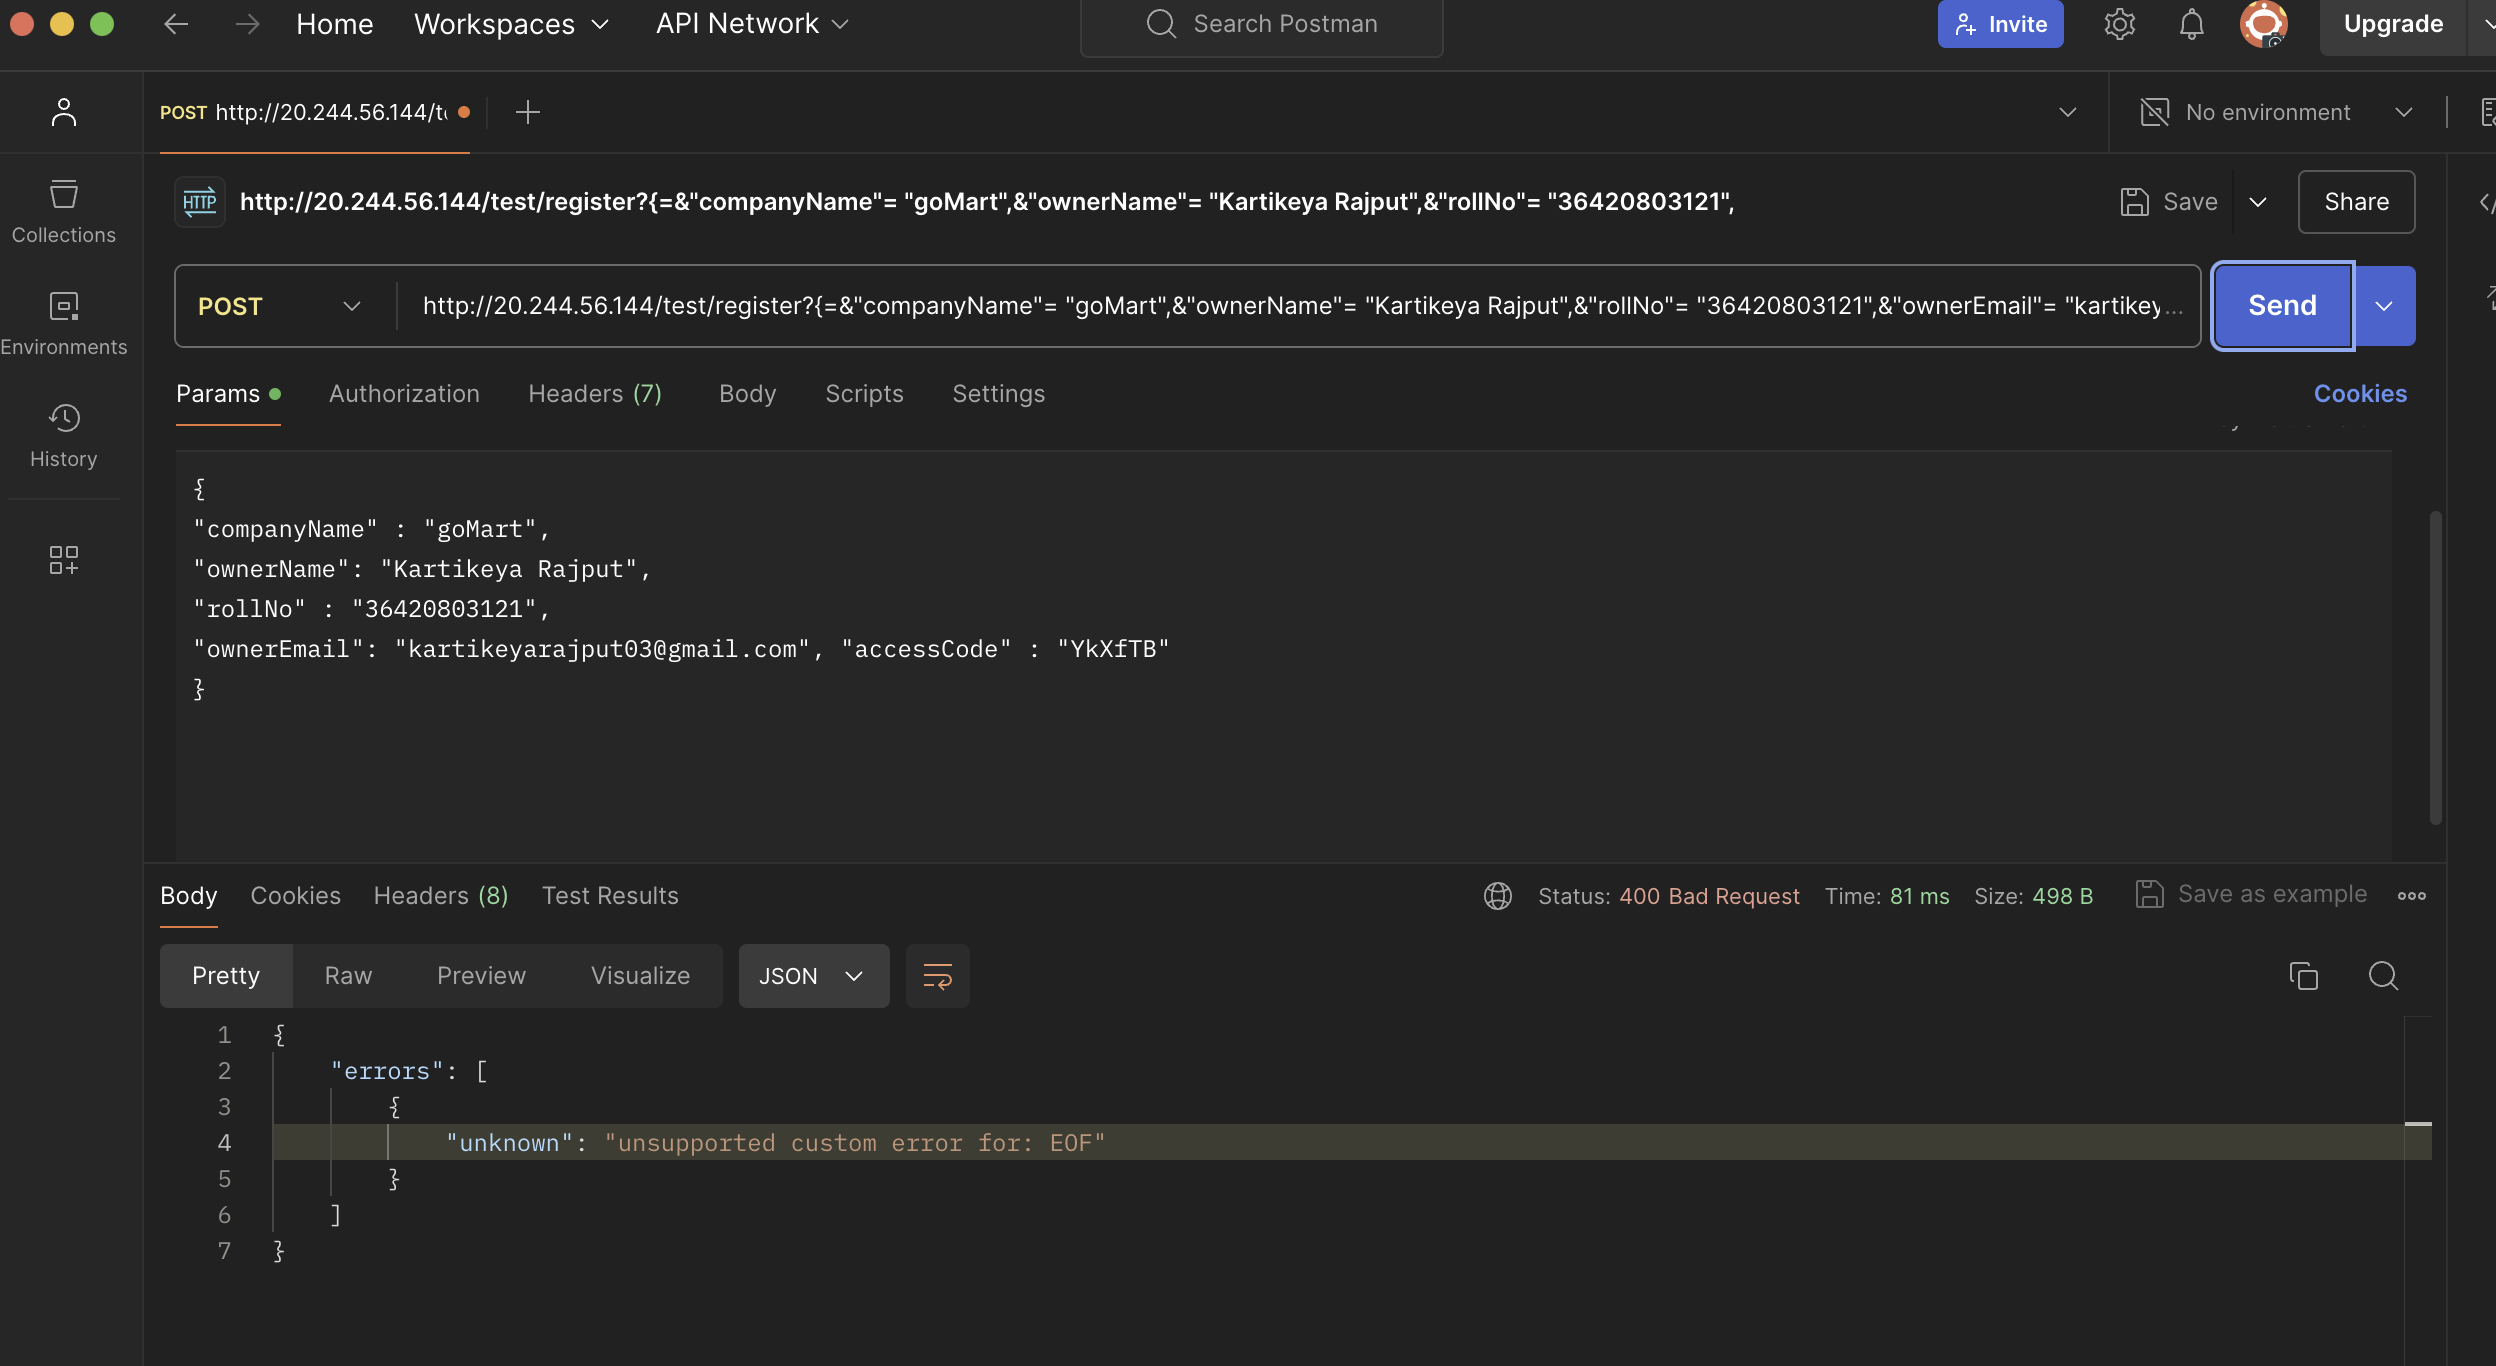 Home Workspaces API Network Search Postman Invite Upgrade
POST http://20.244.56.144/t No environment
HTTP http://20.244.56.144/test/register?{=&"companyName"= "goMart",&"ownerName"= "Kartikeya Rajput",&"rollNo"= "36420803121", Save Share
Collections
POST http://20.244.56.144/test/register?{=&"companyName"= "goMart",&"ownerName"= "Kartikeya Rajput",&"rollNo"= "36420803121",&"ownerEmail"= "kartikey... Send
Environments
Params Authorization Headers (7) Body Scripts Settings Cookies
History
{
"companyName" : "goMart",
"ownerName": "Kartikeya Rajput",
"rollNo" : "36420803121",
"ownerEmail": "kartikeyarajput03@gmail.com", "accessCode" : "YkXfTB"
}
Body Cookies Headers (8) Test Results Status: 400 Bad Request Time: 81 ms Size: 498 B Save as example
Pretty Raw Preview Visualize JSON
1 {
2 "errors": [
3 {
4 "unknown": "unsupported custom error for: EOF"
5 }
6 ]
7 }